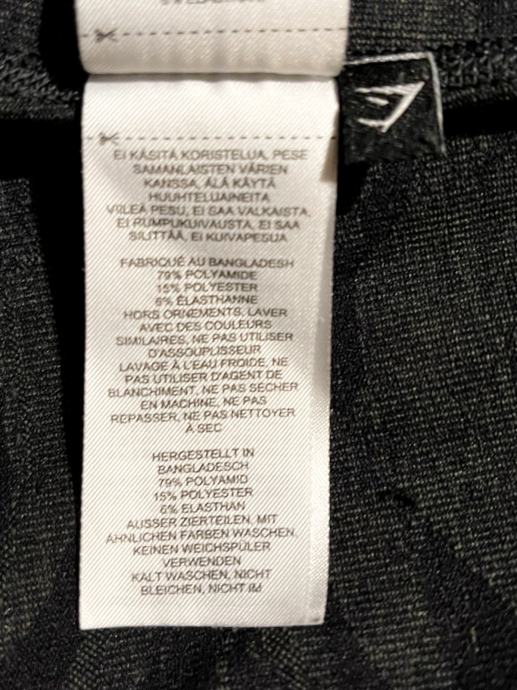 EI KÄSITÄ KORISTELUA, PESE
SAMANLAISTEN VÄRIEN
KANSSA, ÄLÄ KÄYTÄ
HUUHTELUAINEITA
VIILEÄ PESU, EI SAA VALKAISTA,
EI RUMPUKUIVAUSTA, EI SAA
SILITTÄÄ, EI KUIVAPESUA
FABRIQUÉ AU BANGLADESH
79% POLYAMIDE
15% POLYESTER
6% ÉLASTHANNE
HORS ORNEMENTS, LAVER
AVEC DES COULEURS
SIMILAIRES, NE PAS UTILISER
D'ASSOUPLISSEUR
LAVAGE À L'EAU FROIDE, NE
PAS UTILISER D'AGENT DE
BLANCHIMENT, NE PAS SÉCHER
EN MACHINE, NE PAS
REPASSER, NE PAS NETTOYER
À SEC
HERGESTELLT IN
BANGLADESCH
79% POLYAMID
15% POLYESTER
6% ELASTHAN
AUSSER ZIERTEILEN, MIT
ÄHNLICHEN FARBEN WASCHEN,
KEINEN WEICHSPÜLER
VERWENDEN
KALT WASCHEN, NICHT
BLEICHEN, NICHT IM